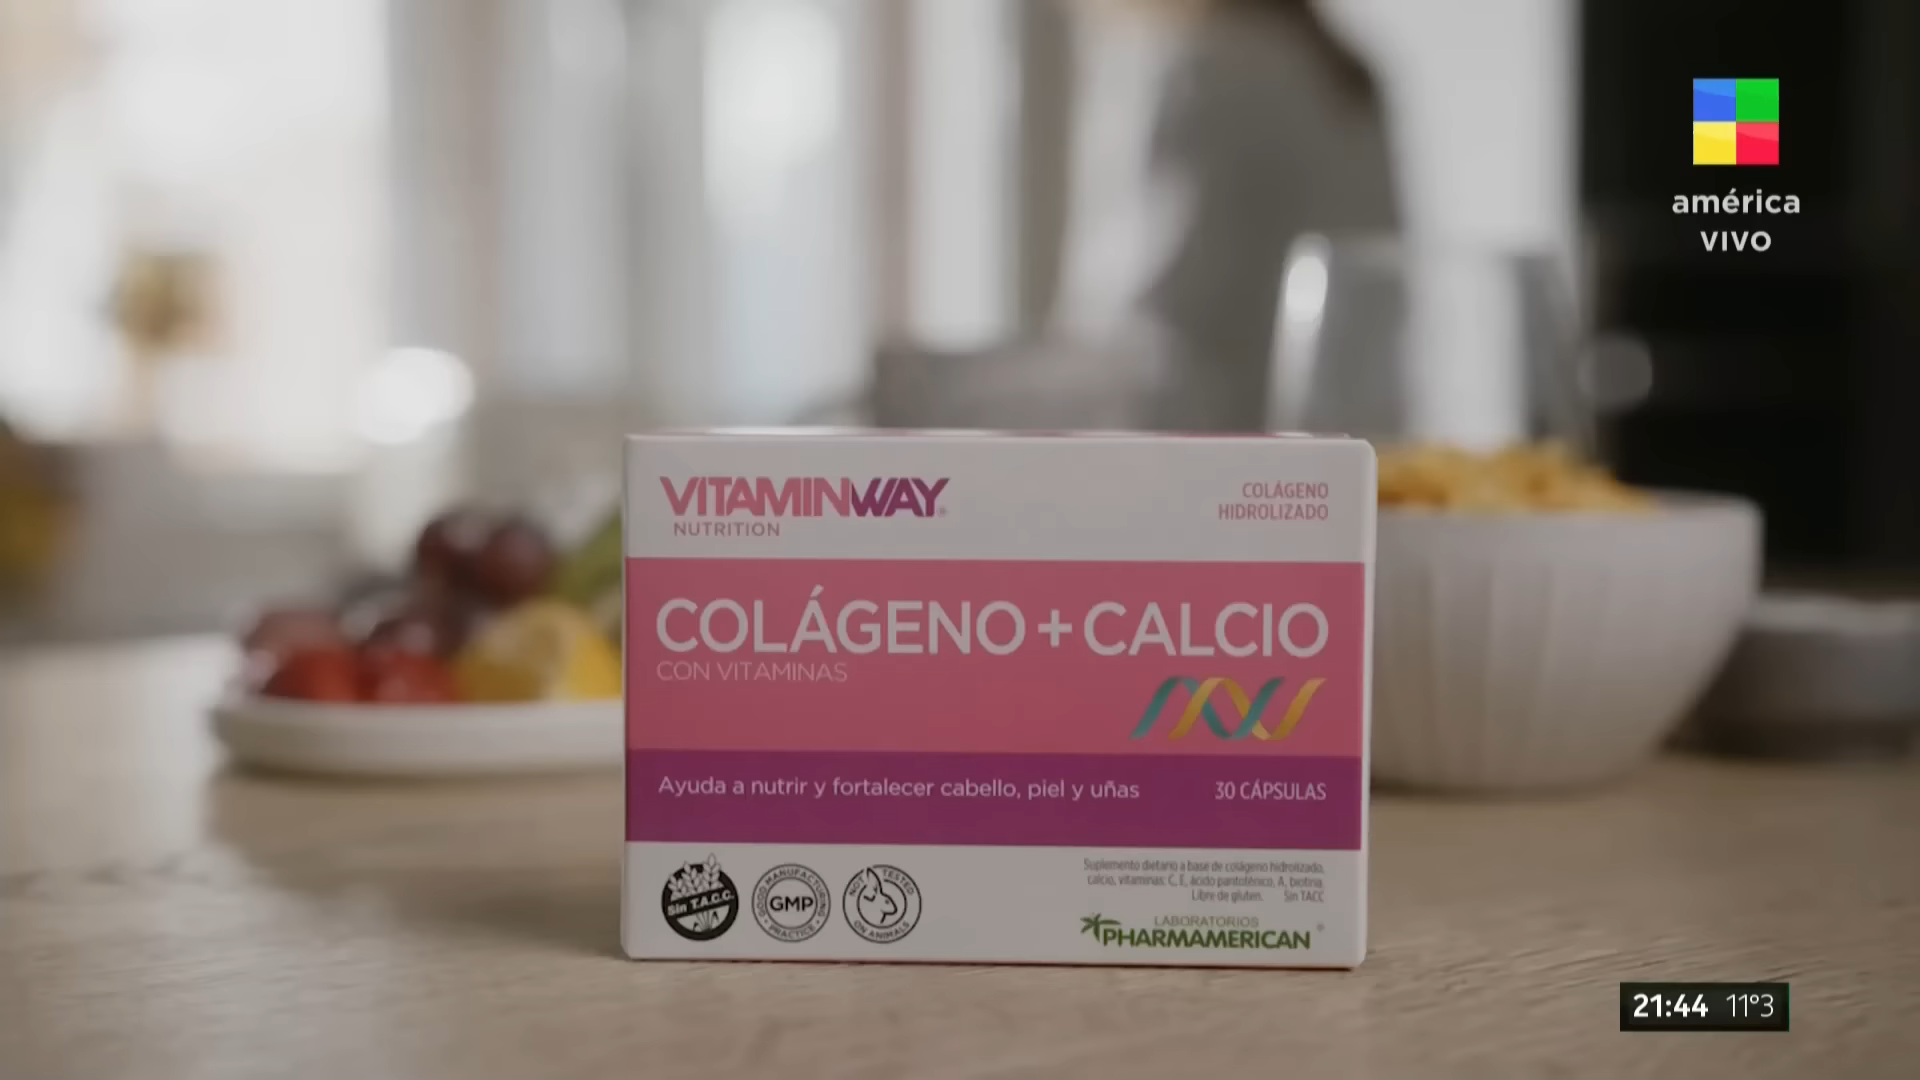 américa
VIVO
VITAMINWAY
NUTRITION
COLÁGENO
HIDROLIZADO
COLÁGENO + CALCIO
CON VITAMINAS
Ayuda a nutrir y fortalecer cabello, piel y uñas
30 CÁPSULAS
Sin T.A.C.C.
GOOD MANUFACTURING
GMP
PRACTICE
NOT TESTED
ON ANIMALS
Suplemento dietario a base de colágeno hidrolizado,
calcio, vitaminas: C, E, ácido pantoténico, A, biotina.
Libre de gluten. Sin TACC
LABORATORIOS
PHARMAMERICAN
21:44 11°3